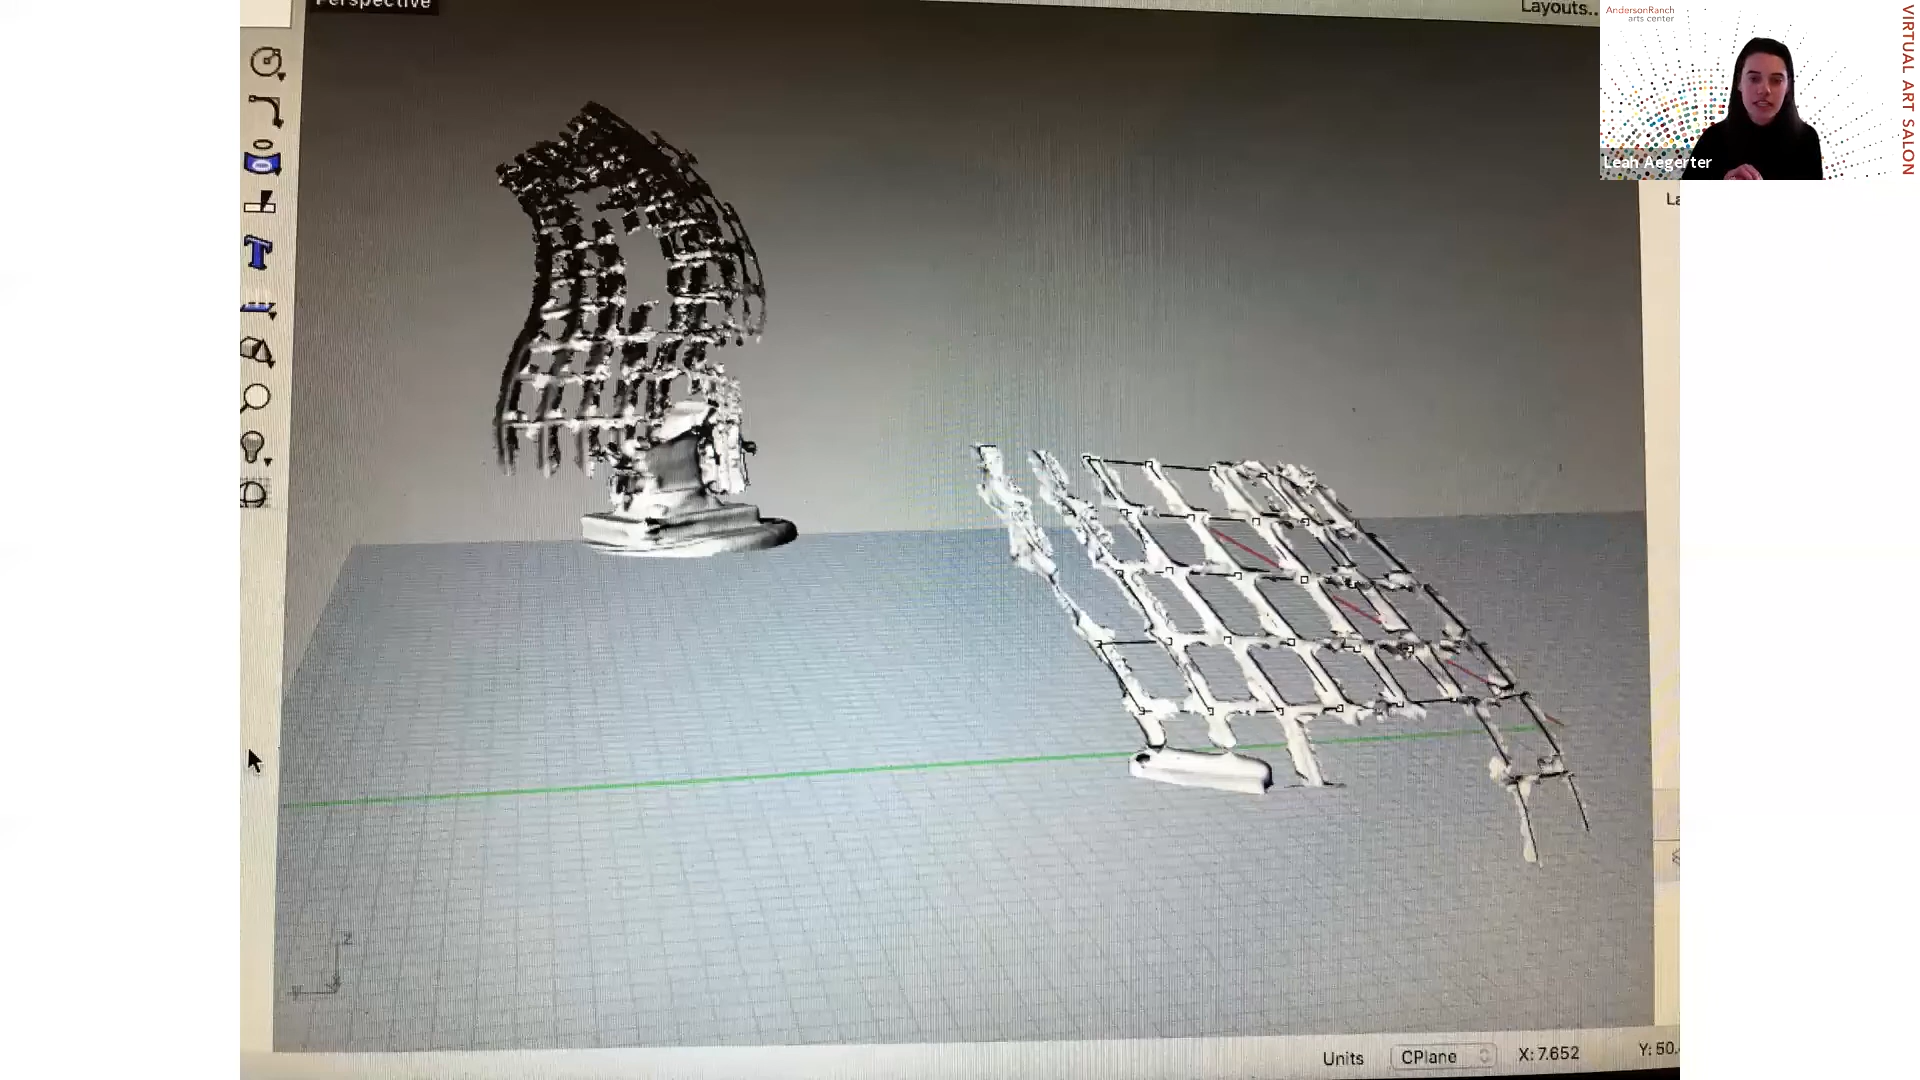 Perspective
Layouts..
AndersonRanch
arts center
VIRTUAL ART SALON
Leah Aegerter
T
z
Units
CPlane
X: 7.652
Y: 50.